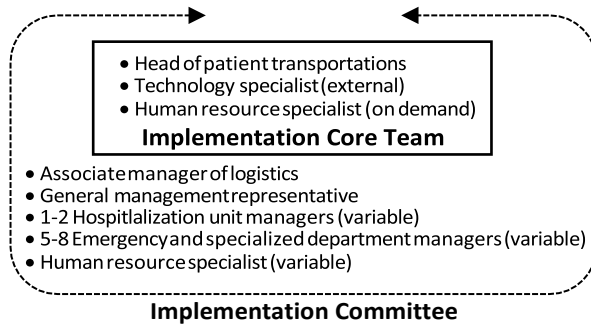 • Head of patient transportations
• Technology specialist (external)
• Human resource specialist (on demand)
Implementation Core Team
• Associate manager of logistics
• General management representative
• 1-2 Hospitlalization unit managers (variable)
• 5-8 Emergency and specialized department managers (variable)
• Human resource specialist (variable)
Implementation Committee